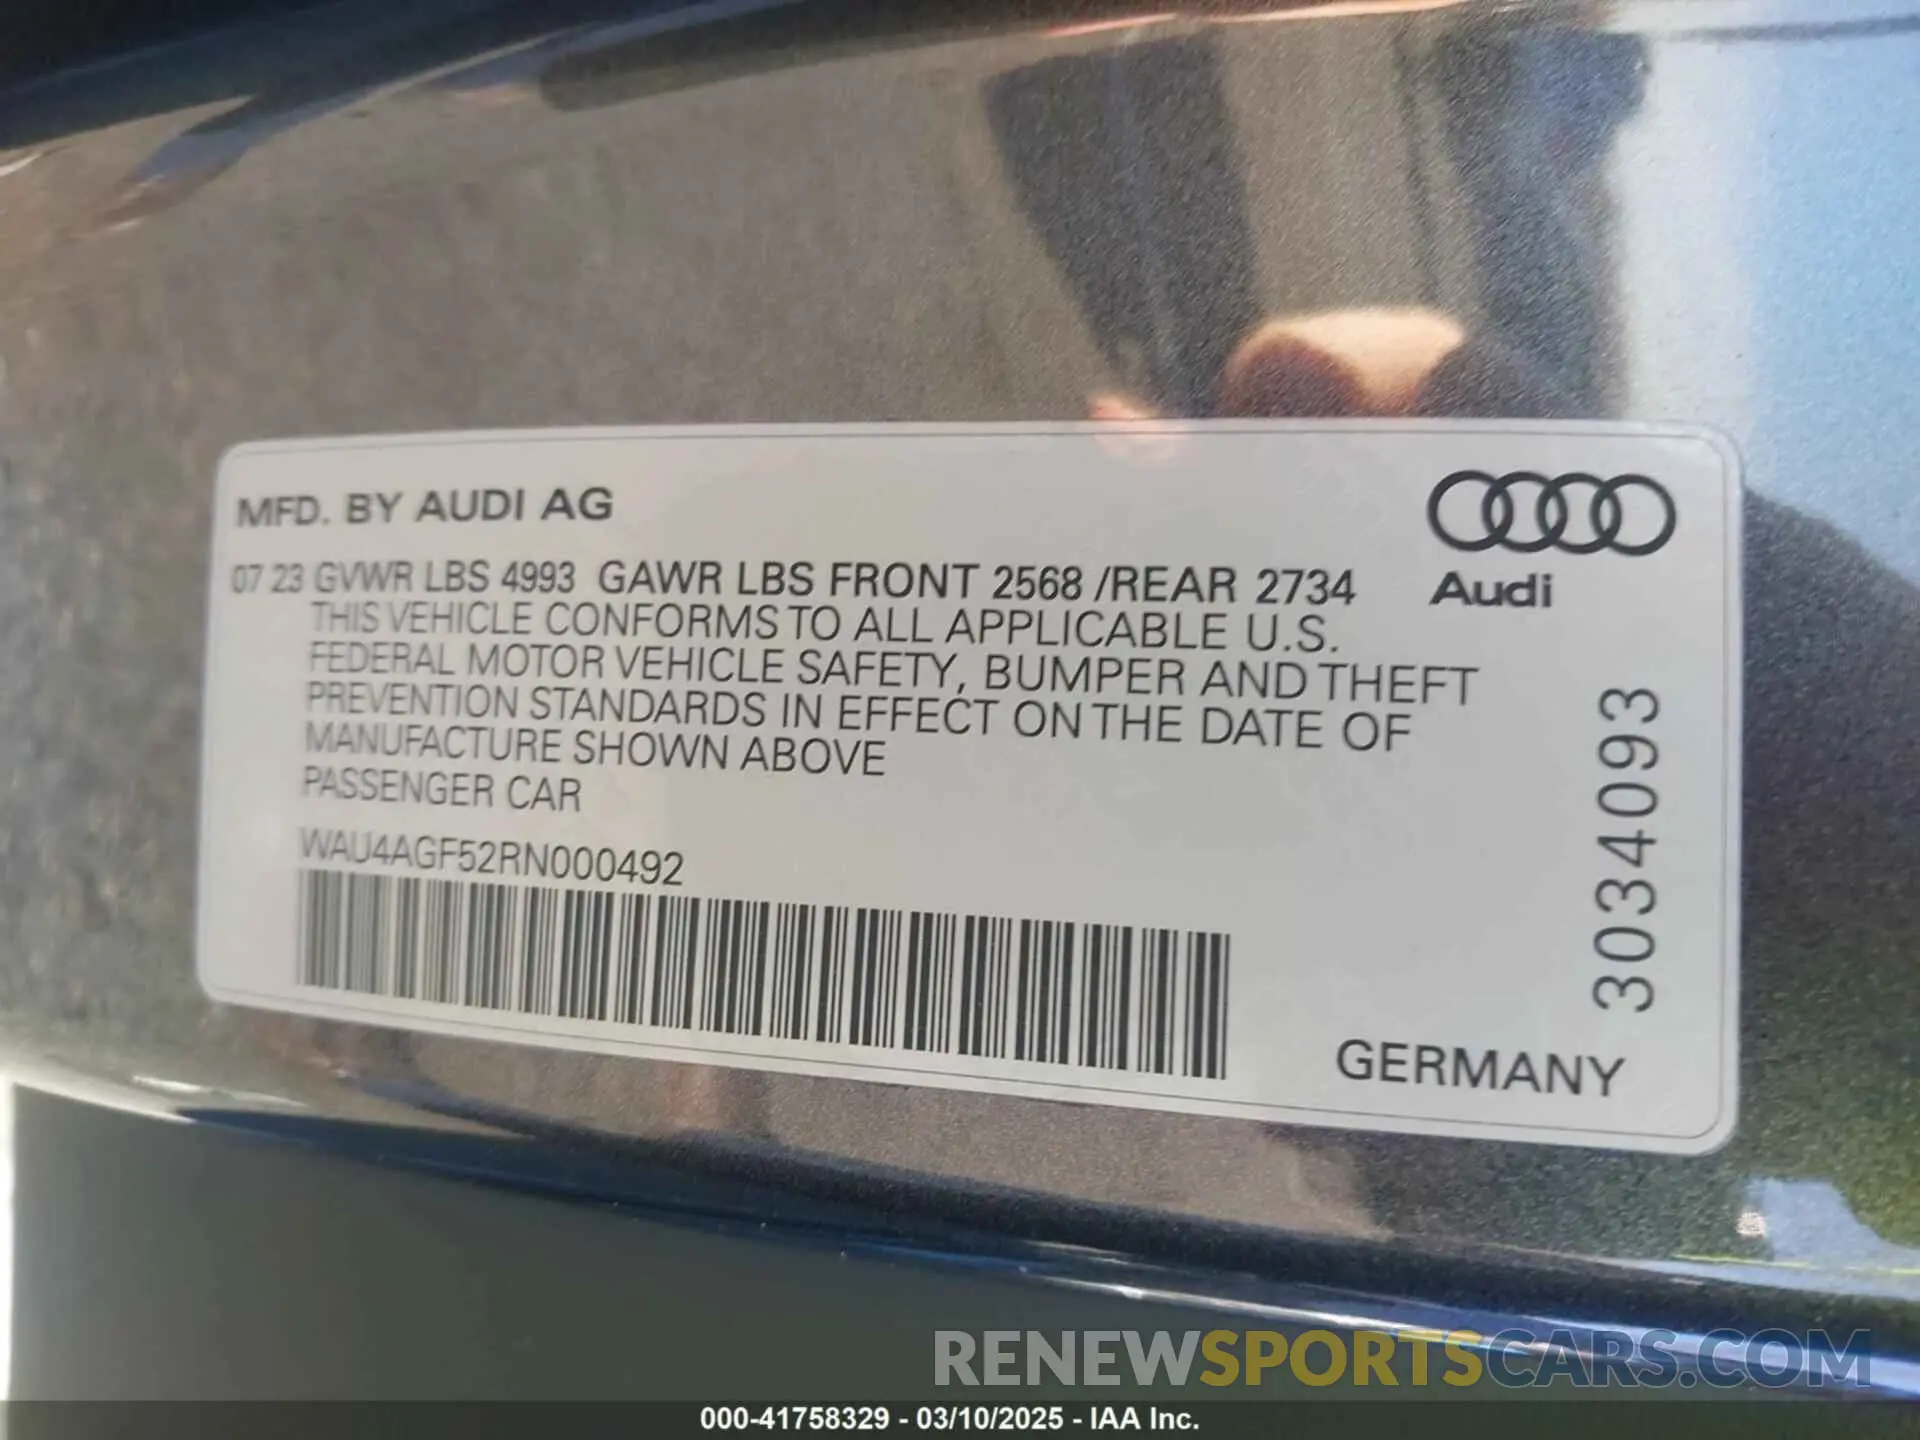 MFD. BY AUDI AG
07 23 GVWR LBS 4993 GAWR LBS FRONT 2568 /REAR 2734
THIS VEHICLE CONFORMS TO ALL APPLICABLE U.S.
FEDERAL MOTOR VEHICLE SAFETY, BUMPER AND THEFT
PREVENTION STANDARDS IN EFFECT ON THE DATE OF
MANUFACTURE SHOWN ABOVE
PASSENGER CAR
WAU4AGF52RN000492
Audi
3034093
GERMANY
RENEWSPORTSCARS.COM
000-41758329 - 03/10/2025 - IAA Inc.